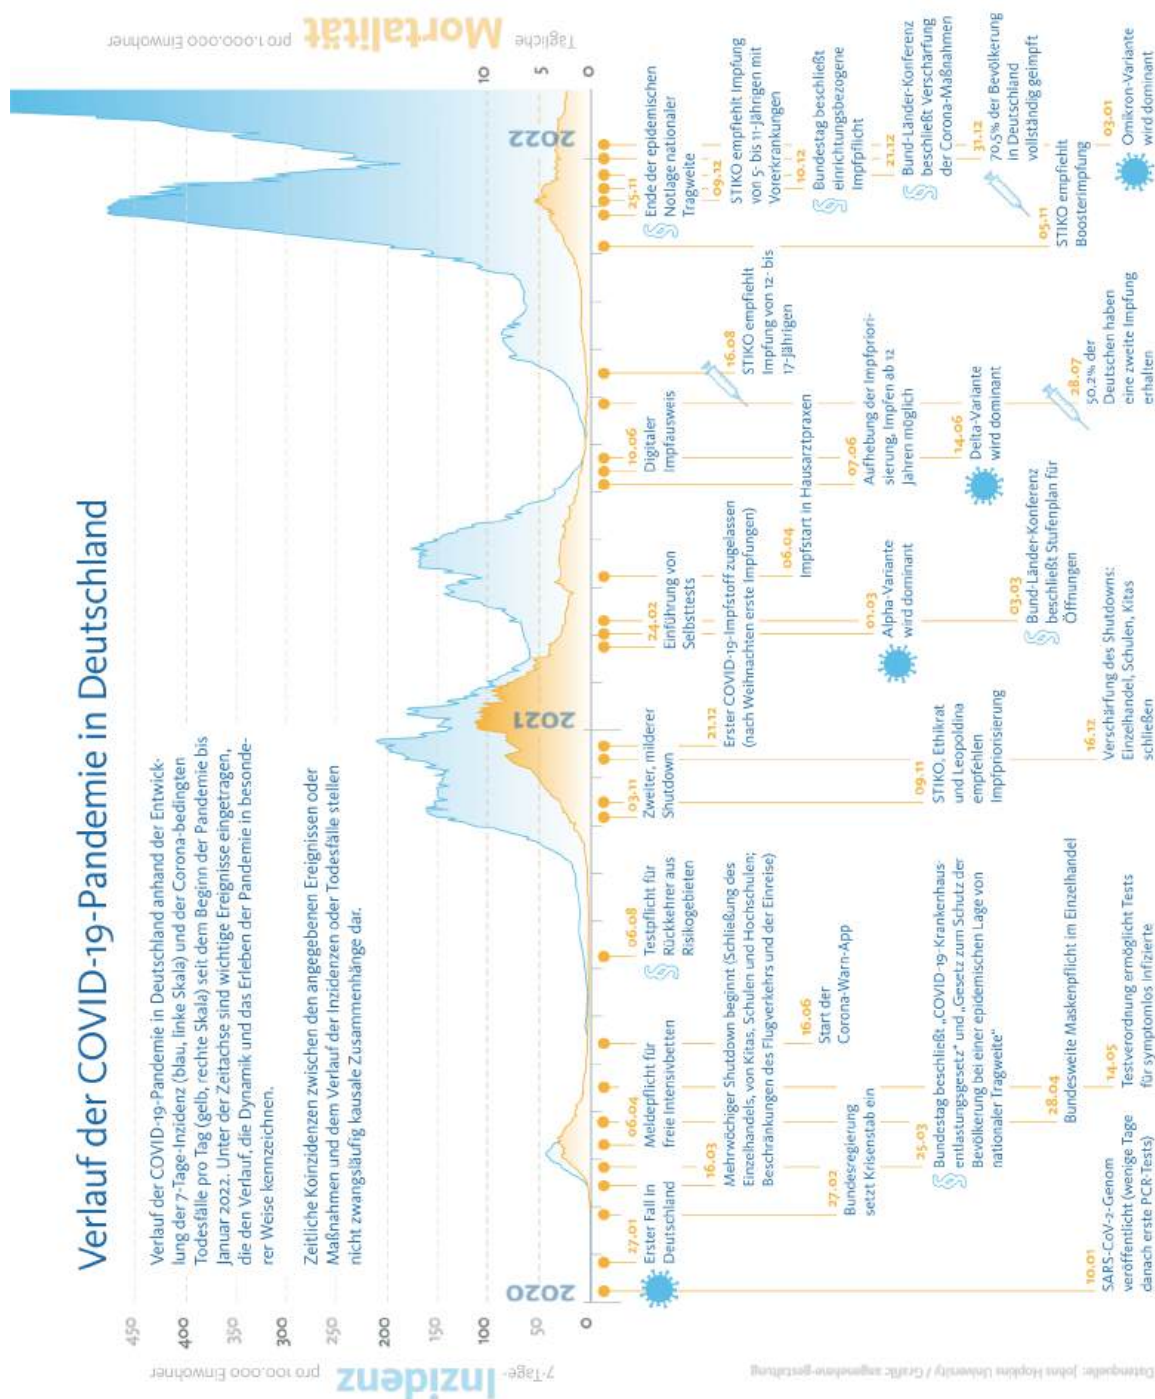 Verlauf der COVID-19-Pandemie in Deutschland
Verlauf der COVID-19-Pandemie in Deutschland anhand der Entwick-
lung der 7-Tage-Inzidenz (blau, linke Skala) und der Corona-bedingten
Todesfälle pro Tag (gelb, rechte Skala) seit dem Beginn der Pandemie bis
Januar 2022. Unter der Zeitachse sind wichtige Ereignisse eingetragen,
die den Verlauf, die Dynamik und das Erleben der Pandemie in besonde-
rer Weise kennzeichnen.
Zeitliche Koinzidenzen zwischen den angegebenen Ereignissen oder
Maßnahmen und dem Verlauf der Inzidenzen oder Todesfälle stellen
nicht zwangsläufig kausale Zusammenhänge dar.
7-Tage-
Inzidenz
pro 100.000 Einwohner
450
400
350
300
250
200
150
100
50
0
Tägliche
Mortalität
pro 1.000.000 Einwohner
10
5
0
2020
2021
2022
27.01
Erster Fall in
Deutschland
06.04
Meldepflicht für
freie Intensivbetten
06.08
§ Testpflicht für
Rückkehrer aus
Risikogebieten
03.11
Zweiter, milderer
Shutdown
24.02
Einführung von
Selbsttests
10.06
Digitaler
Impfausweis
25.11
§ Ende der epidemischen
Notlage nationaler
Tragweite
16.03
Mehrwöchiger Shutdown beginnt (Schließung des
Einzelhandels, von Kitas, Schulen und Hochschulen;
Beschränkungen des Flugverkehrs und der Einreise)
21.12
Erster COVID-19-Impfstoff zugelassen
(nach Weihnachten erste Impfungen)
16.08
STIKO empfiehlt
Impfung von 12- bis
17-Jährigen
09.12
STIKO empfiehlt Impfung
von 5- bis 11-Jährigen mit
Vorerkrankungen
27.02
Bundesregierung
setzt Krisenstab ein
16.06
Start der
Corona-Warn-App
06.04
Impfstart in Hausarztpraxen
10.12
§ Bundestag beschließt
einrichtungsbezogene
Impfpflicht
07.06
Aufhebung der Impfpriori-
sierung, Impfen ab 12
Jahren möglich
01.03
Alpha-Variante
wird dominant
21.12
§ Bund-Länder-Konferenz
beschließt Verschärfung
der Corona-Maßnahmen
25.03
§ Bundestag beschließt „COVID-19-Krankenhaus-
entlastungsgesetz“ und „Gesetz zum Schutz der
Bevölkerung bei einer epidemischen Lage von
nationaler Tragweite“
09.11
STIKO, Ethikrat
und Leopoldina
empfehlen
Impfpriorisierung
14.06
Delta-Variante
wird dominant
31.12
70,5% der Bevölkerung
in Deutschland
vollständig geimpft
28.04
Bundesweite Maskenpflicht im Einzelhandel
03.03
§ Bund-Länder-Konferenz
beschließt Stufenplan für
Öffnungen
05.11
STIKO empfiehlt
Boosterimpfung
28.07
50,2% der
Deutschen haben
eine zweite Impfung
erhalten
10.01
SARS-CoV-2-Genom
veröffentlicht (wenige Tage
danach erste PCR-Tests)
14.05
Testverordnung ermöglicht Tests
für symptomlos infizierte
16.12
Verschärfung des Shutdowns:
Einzelhandel, Schulen, Kitas
schließen
03.01
Omikron-Variante
wird dominant
Datenquelle: Johns Hopkins University / Grafik: angenehme-gestaltung